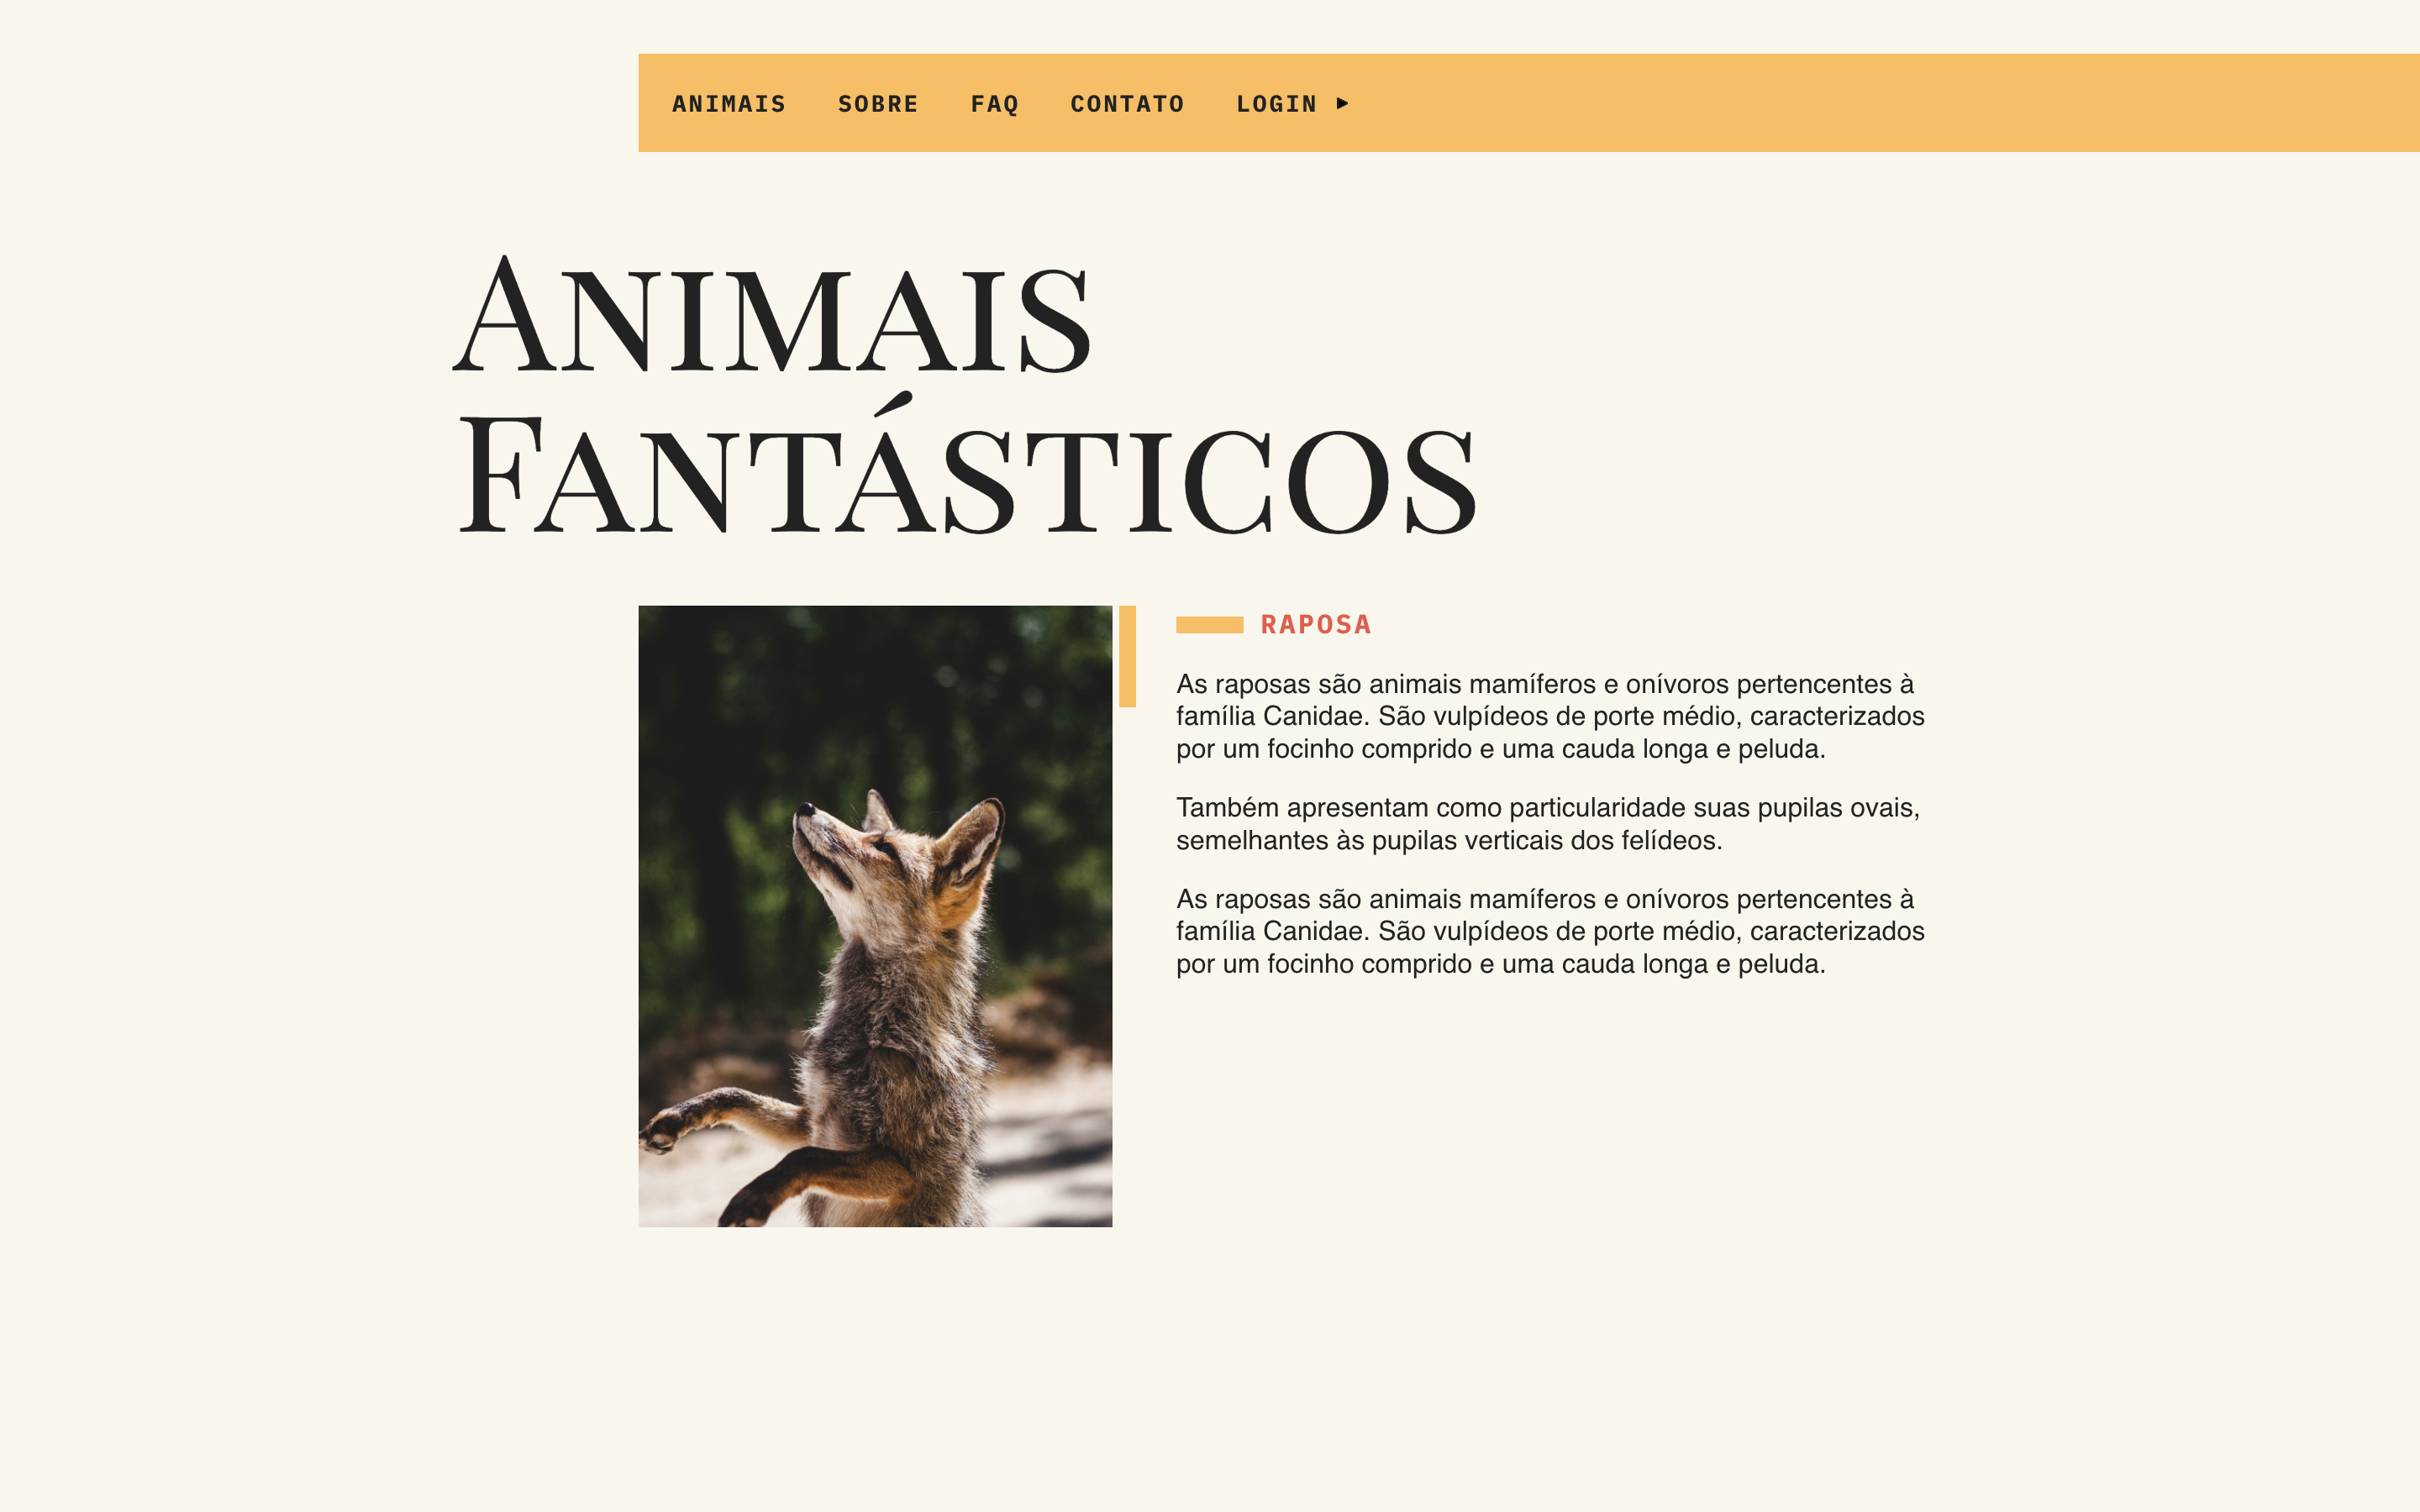 ANIMAIS SOBRE FAQ CONTATO LOGIN ▸
ANIMAIS
FANTÁSTICOS
RAPOSA
As raposas são animais mamíferos e onívoros pertencentes à
família Canidae. São vulpídeos de porte médio, caracterizados
por um focinho comprido e uma cauda longa e peluda.
Também apresentam como particularidade suas pupilas ovais,
semelhantes às pupilas verticais dos felídeos.
As raposas são animais mamíferos e onívoros pertencentes à
família Canidae. São vulpídeos de porte médio, caracterizados
por um focinho comprido e uma cauda longa e peluda.